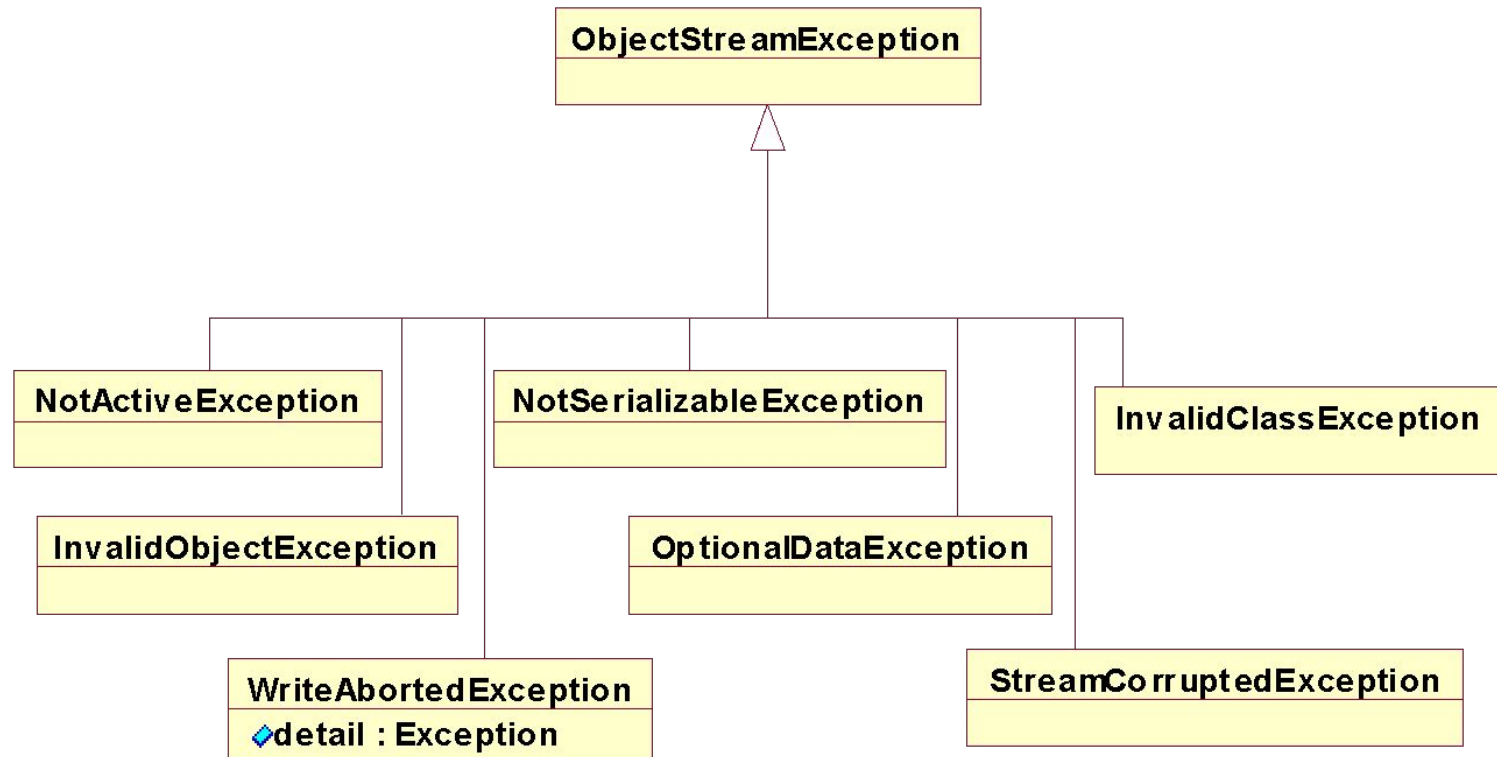 ObjectStreamException
NotActiveException
NotSerializableException
InvalidClassException
InvalidObjectException
OptionalDataException
WriteAbortedException
detail : Exception
StreamCorruptedException